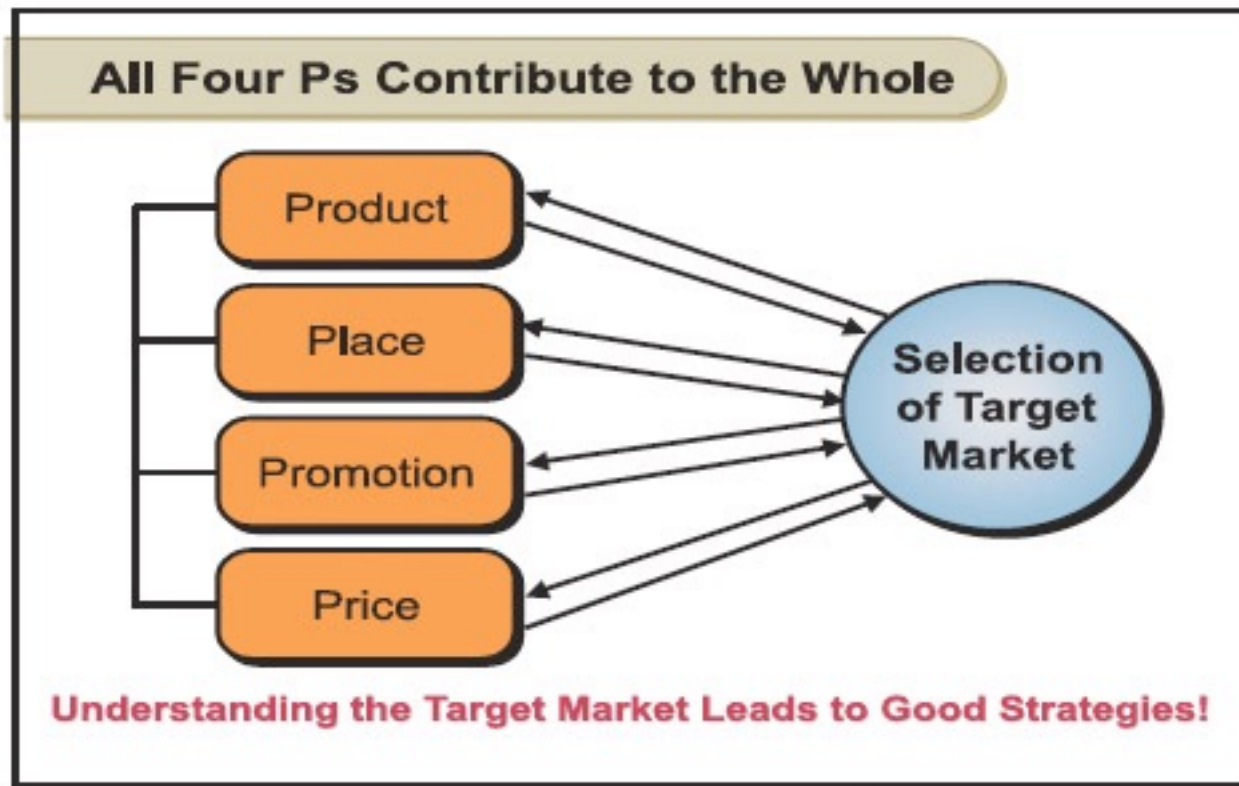 All Four Ps Contribute to the Whole
Product
Place
Promotion
Price
Selection
of Target
Market
Understanding the Target Market Leads to Good Strategies!